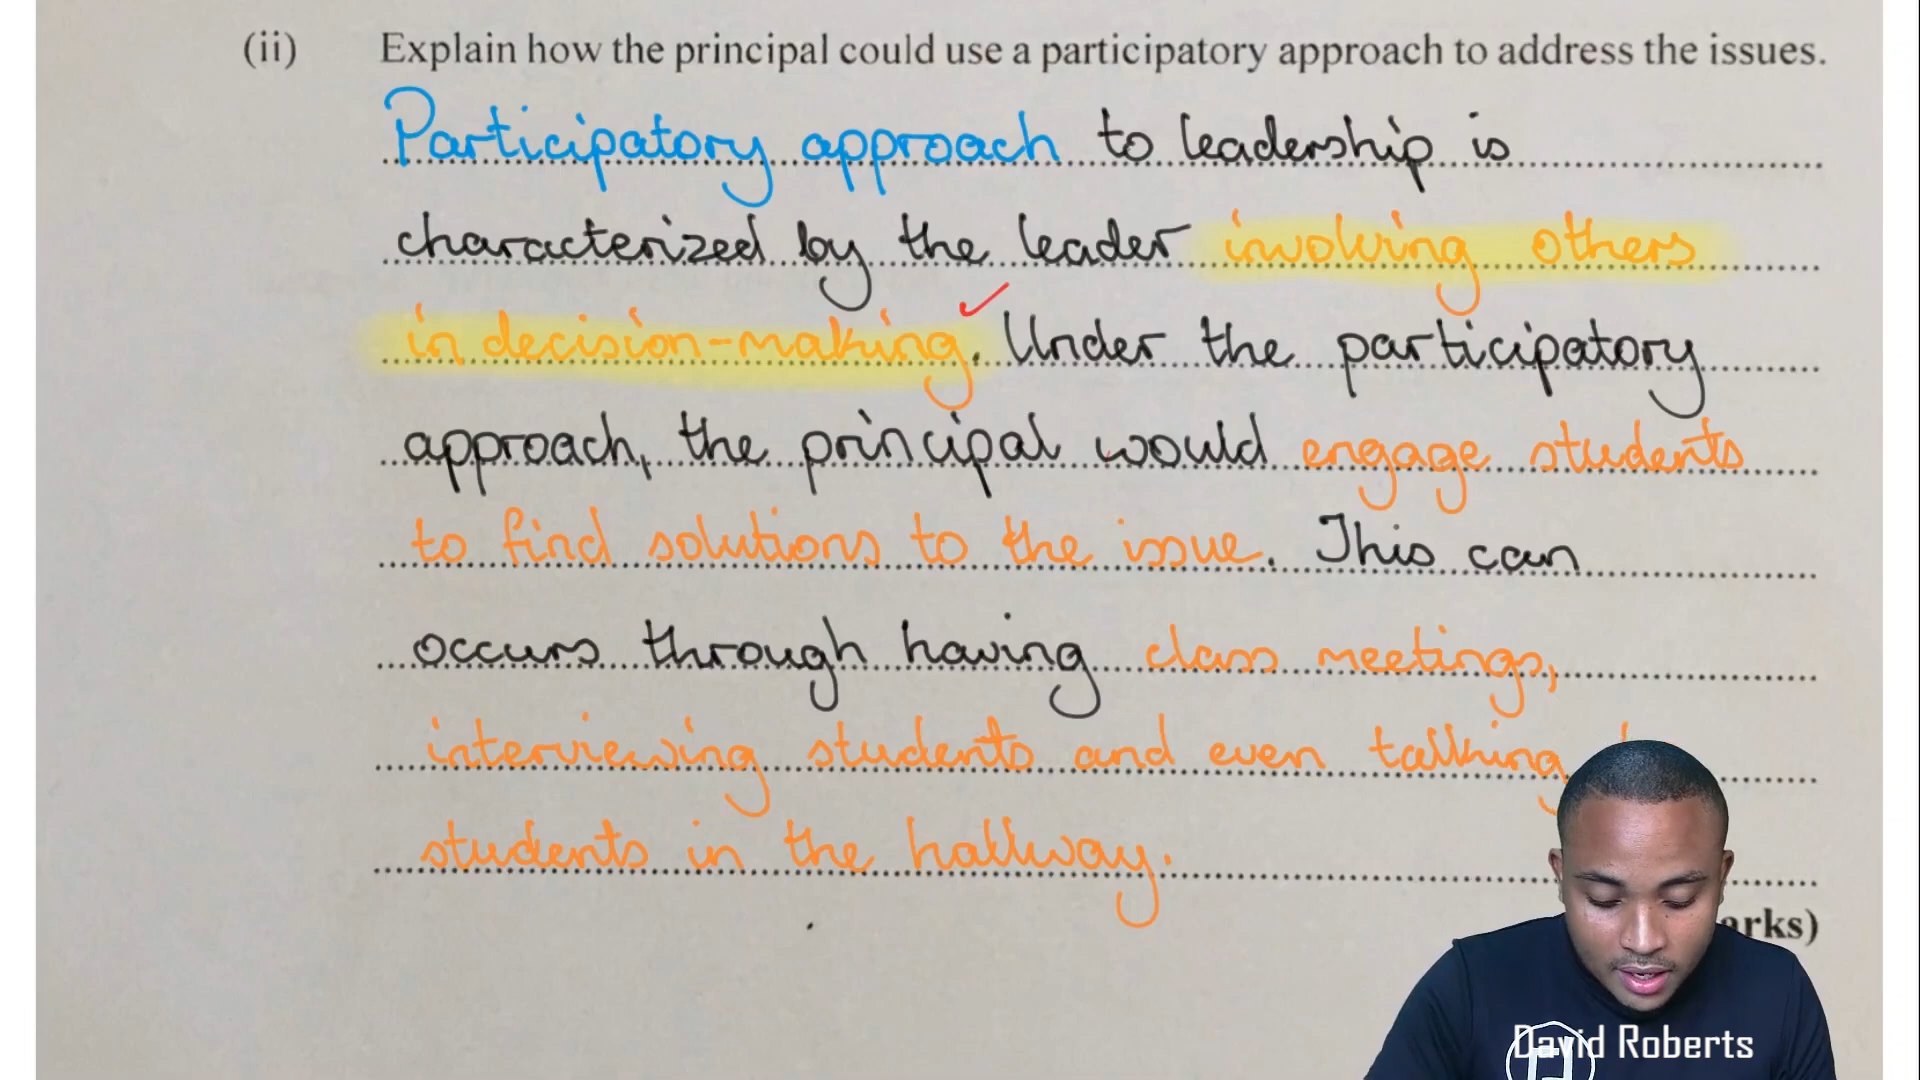 (ii) Explain how the principal could use a participatory approach to address the issues.
Participatory approach to leadership is
characterized by the leader involving others
in decision-making. Under the participatory
approach, the principal would engage students
to find solutions to the issue. This can
occurs through having class meetings,
interviewing students and even talking
students in the hallway.
David Roberts